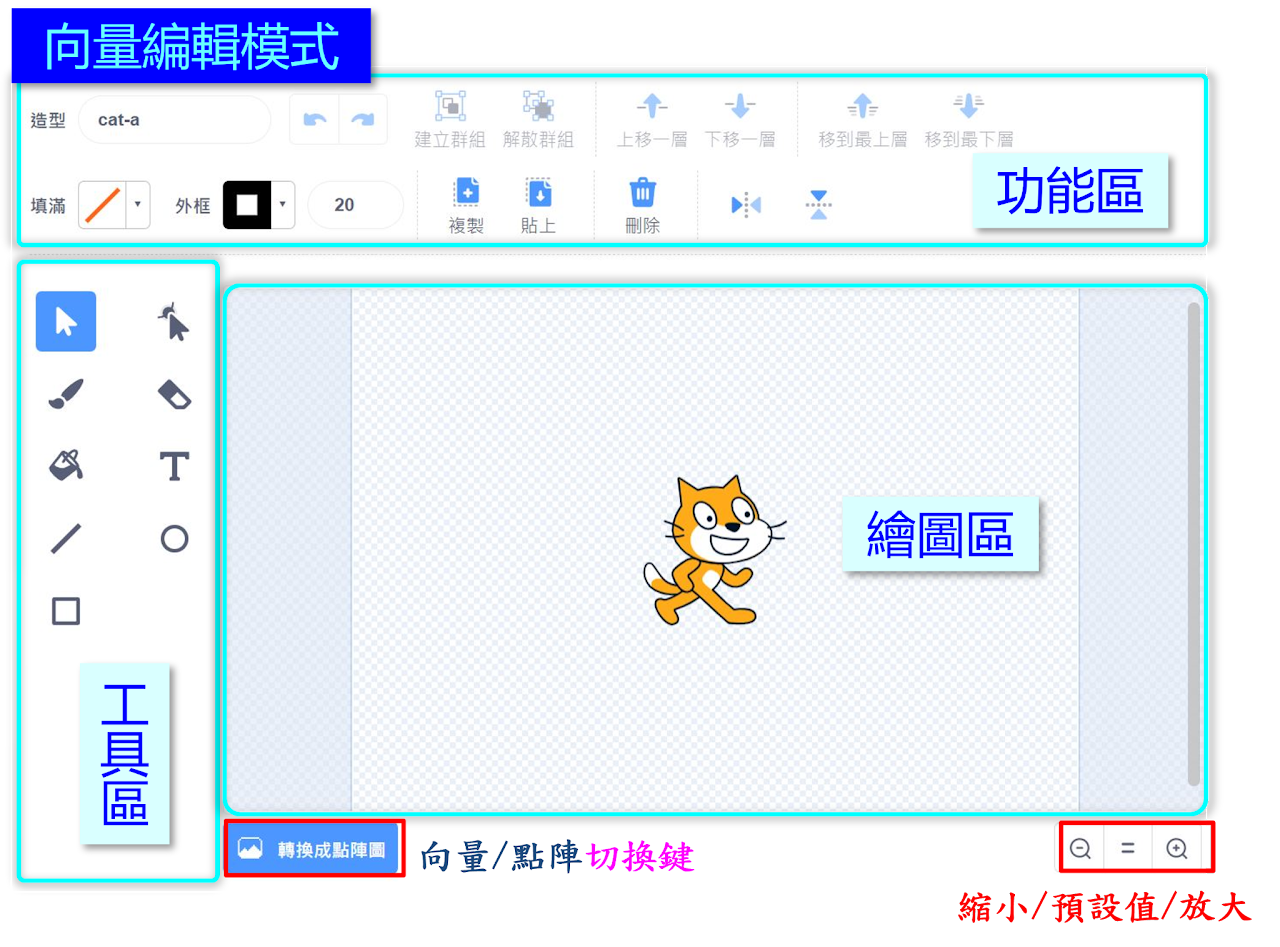 向量編輯模式
造型 cat-a 建立群組 解散群組 上移一層 下移一層 移到最上層 移到最下層
功能區
填滿 外框 20 複製 貼上 刪除
繪圖區
工具區
轉換成點陣圖 向量/點陣切換鍵
縮小/預設值/放大